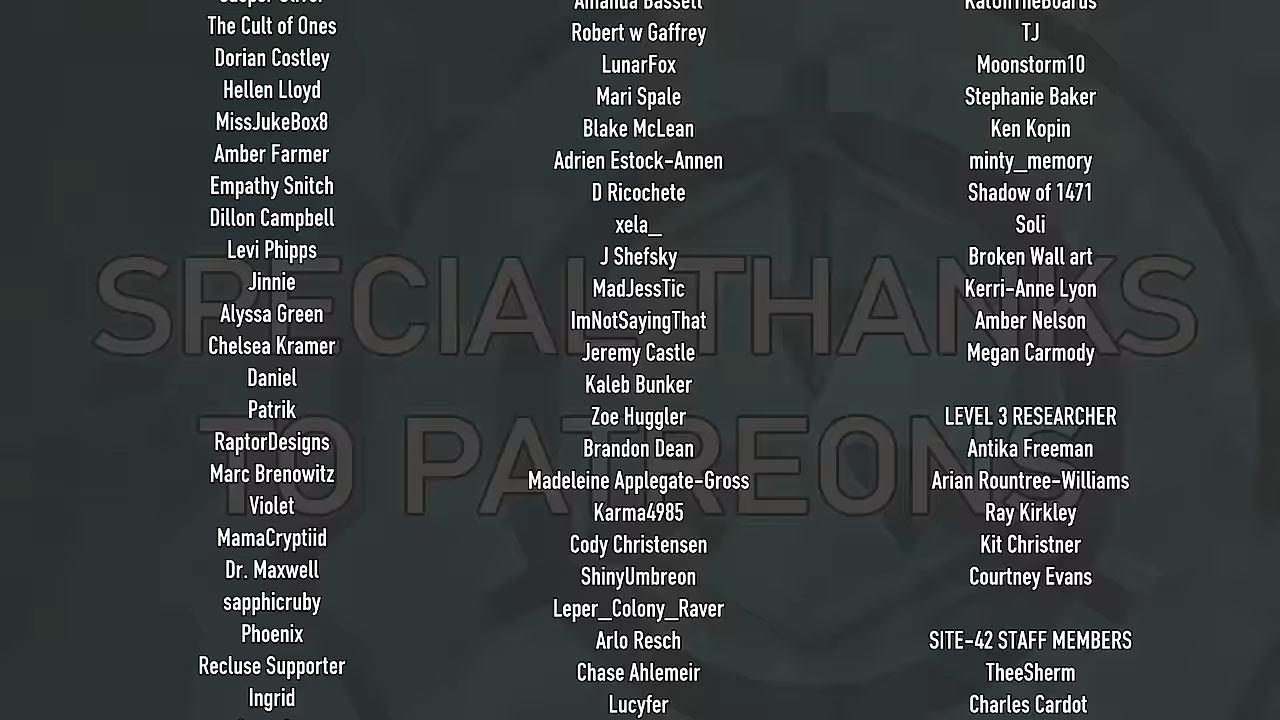 SPECIAL THANKS
TO PATREONS
The Cult of Ones
Dorian Costley
Hellen Lloyd
MissJukeBox8
Amber Farmer
Empathy Snitch
Dillon Campbell
Levi Phipps
Jinnie
Alyssa Green
Chelsea Kramer
Daniel
Patrik
RaptorDesigns
Marc Brenowitz
Violet
MamaCryptiid
Dr. Maxwell
sapphicruby
Phoenix
Recluse Supporter
Ingrid
Amanda Bassett
Robert w Gaffrey
LunarFox
Mari Spale
Blake McLean
Adrien Estock-Annen
D Ricochete
xela_
J Shefsky
MadJessTic
ImNotSayingThat
Jeremy Castle
Kaleb Bunker
Zoe Huggler
Brandon Dean
Madeleine Applegate-Gross
Karma4985
Cody Christensen
ShinyUmbreon
Leper_Colony_Raver
Arlo Resch
Chase Ahlemeir
Lucyfer
KatOnTheBoards
TJ
Moonstorm10
Stephanie Baker
Ken Kopin
minty_memory
Shadow of 1471
Soli
Broken Wall art
Kerri-Anne Lyon
Amber Nelson
Megan Carmody
LEVEL 3 RESEARCHER
Antika Freeman
Arian Rountree-Williams
Ray Kirkley
Kit Christner
Courtney Evans
SITE-42 STAFF MEMBERS
TheeSherm
Charles Cardot